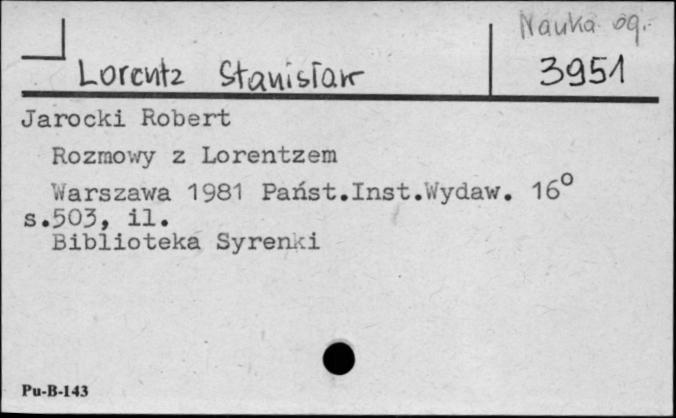 Nauka og.
Lorentz Stanisław
3951
Jarocki Robert
Rozmowy z Lorentzem
Warszawa 1981 Państ.Inst.Wydaw. 16°
s.503, il.
Biblioteka Syrenki
Pu-B-143